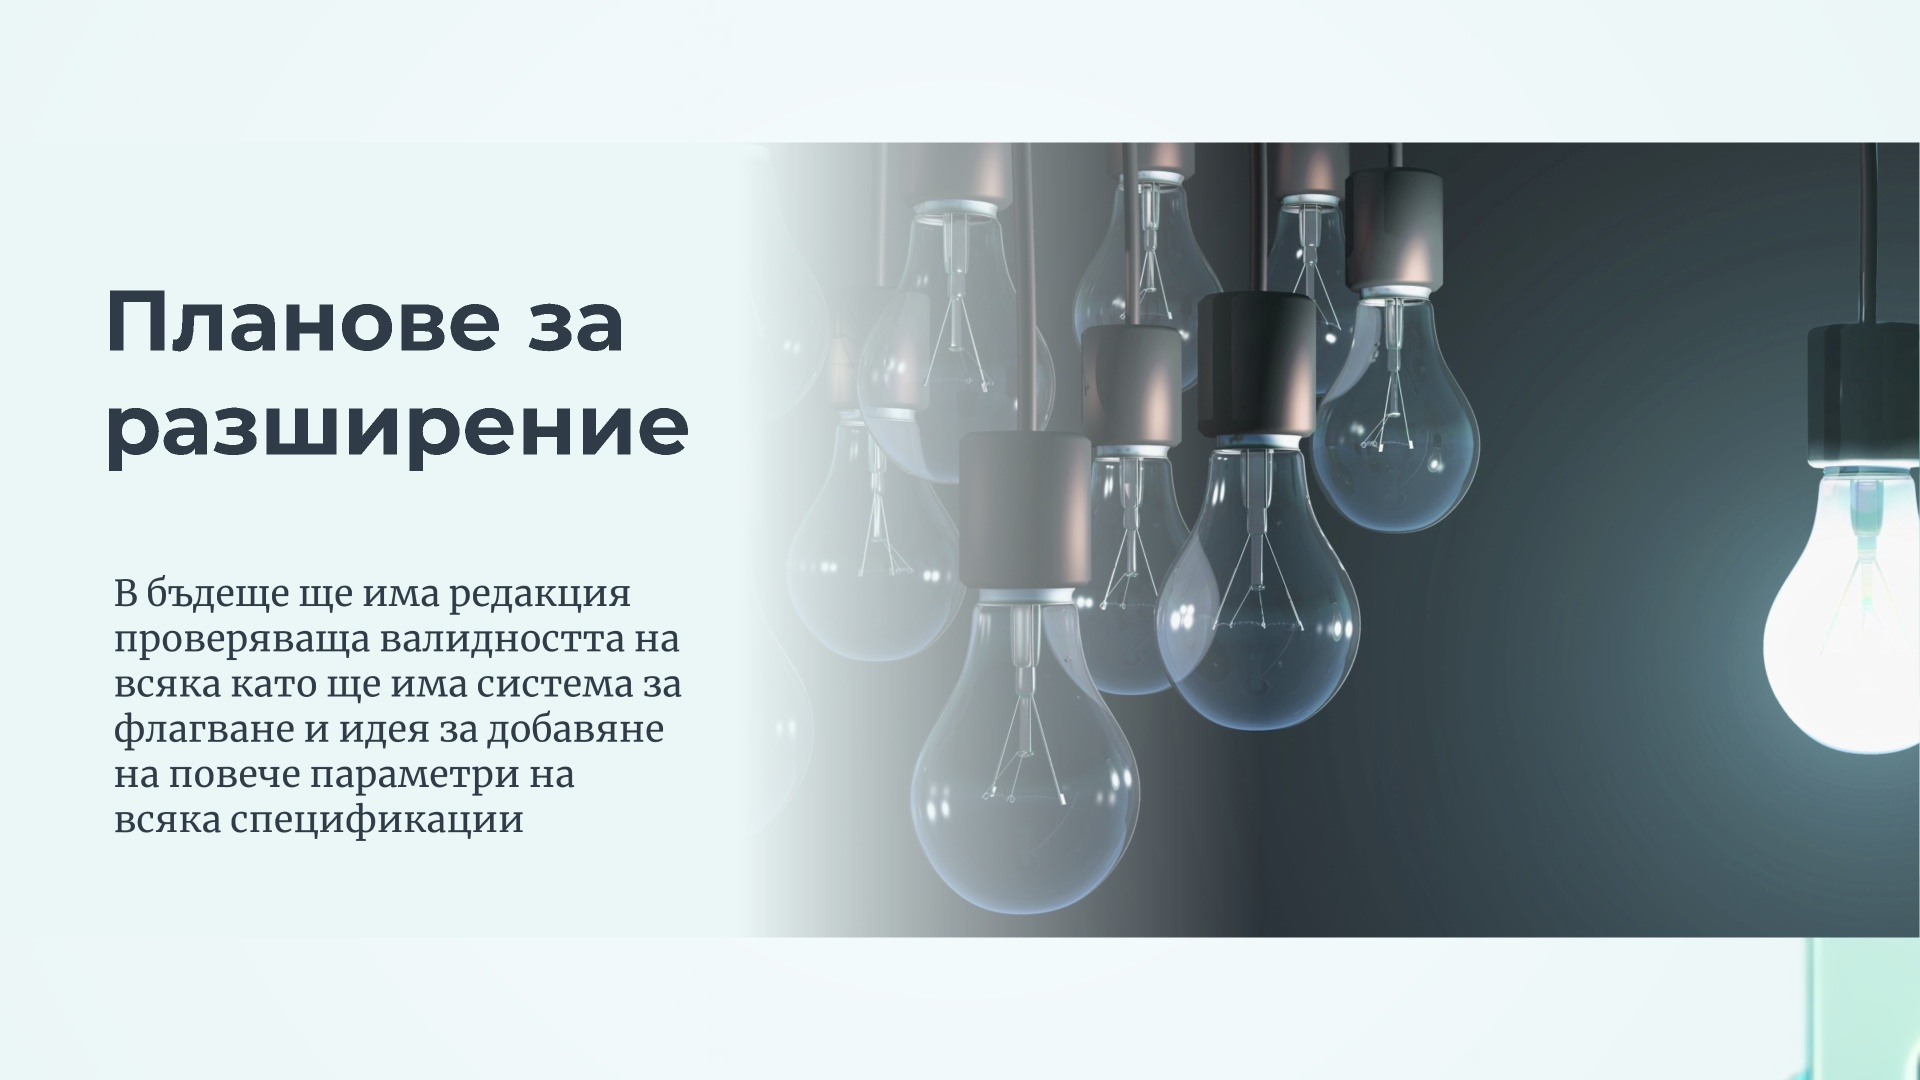 Планове за
разширение
В бъдеще ще има редакция
проверяваща валидността на
всяка като ще има система за
флагване и идея за добавяне
на повече параметри на
всяка спецификации